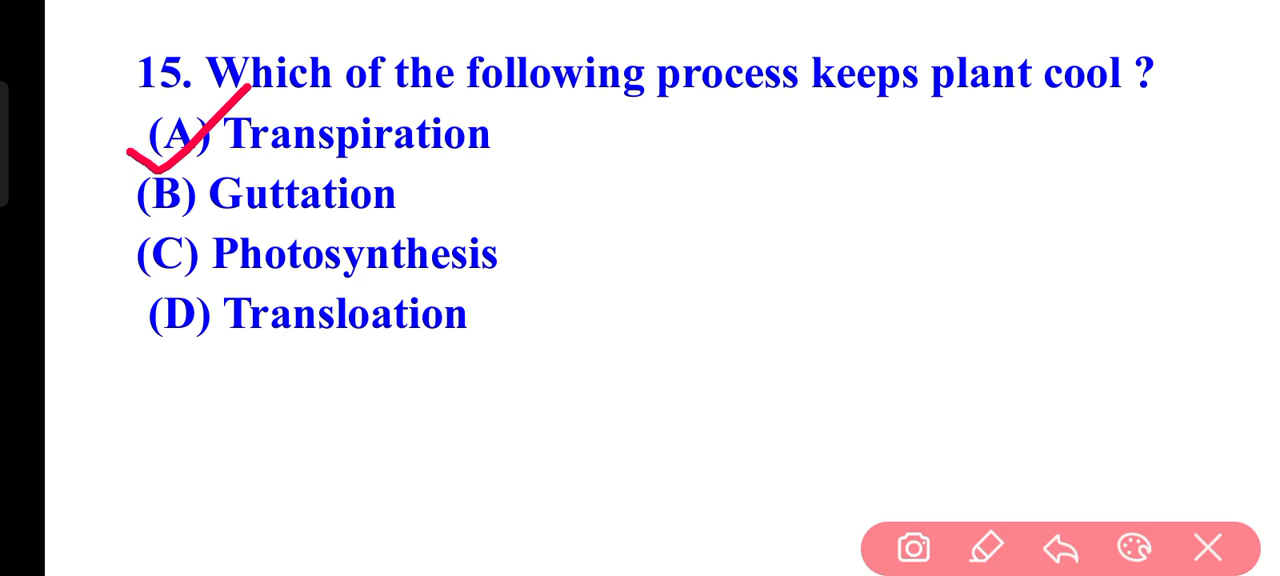 15. Which of the following process keeps plant cool ?
(A) Transpiration
(B) Guttation
(C) Photosynthesis
(D) Transloation